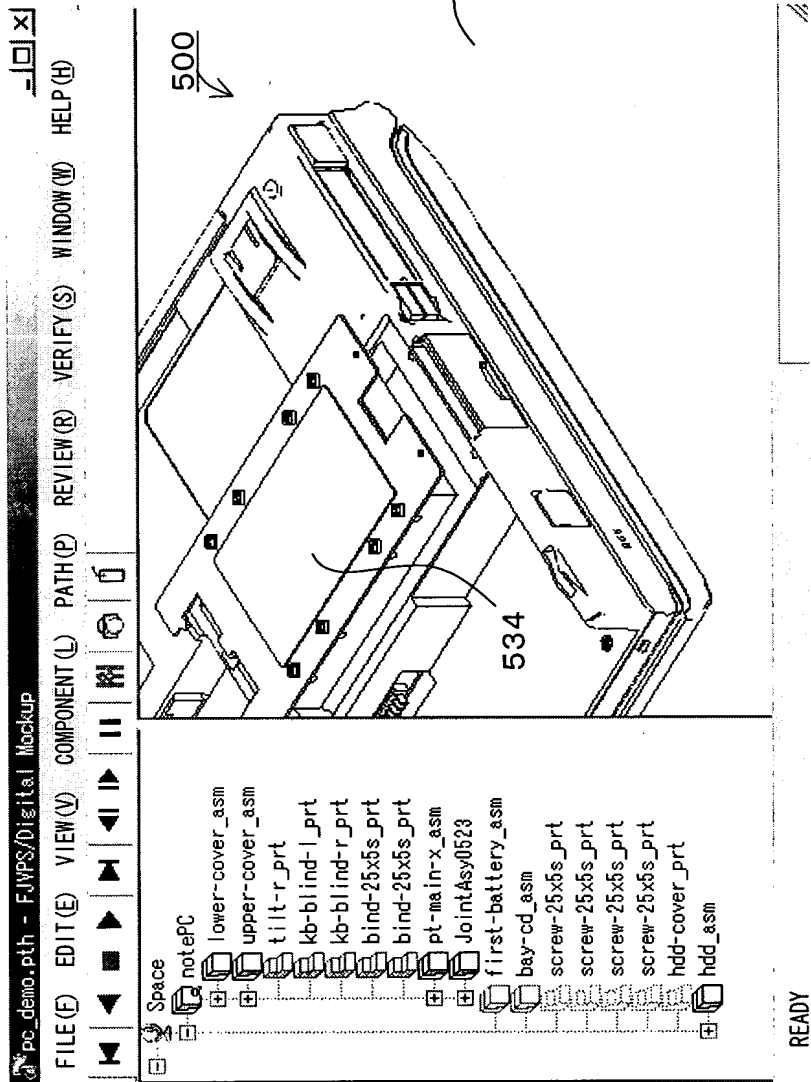 pc_demo.pth - FJVPS/Digital Mockup
FILE(F) EDIT(E) VIEW(V) COMPONENT(L) PATH(P) REVIEW(R) VERIFY(S) WINDOW(W) HELP(H)
Space
notePC
lower-cover_asm
upper-cover_asm
tilt-r_prt
kb-blind-l_prt
kb-blind-r_prt
bind-25x5s_prt
bind-25x5s_prt
pt-main-x_asm
JointAsy0523
first-battery_asm
bay-cd_asm
screw-25x5s_prt
screw-25x5s_prt
screw-25x5s_prt
screw-25x5s_prt
hdd-cover_prt
hdd_asm
500
534
READY